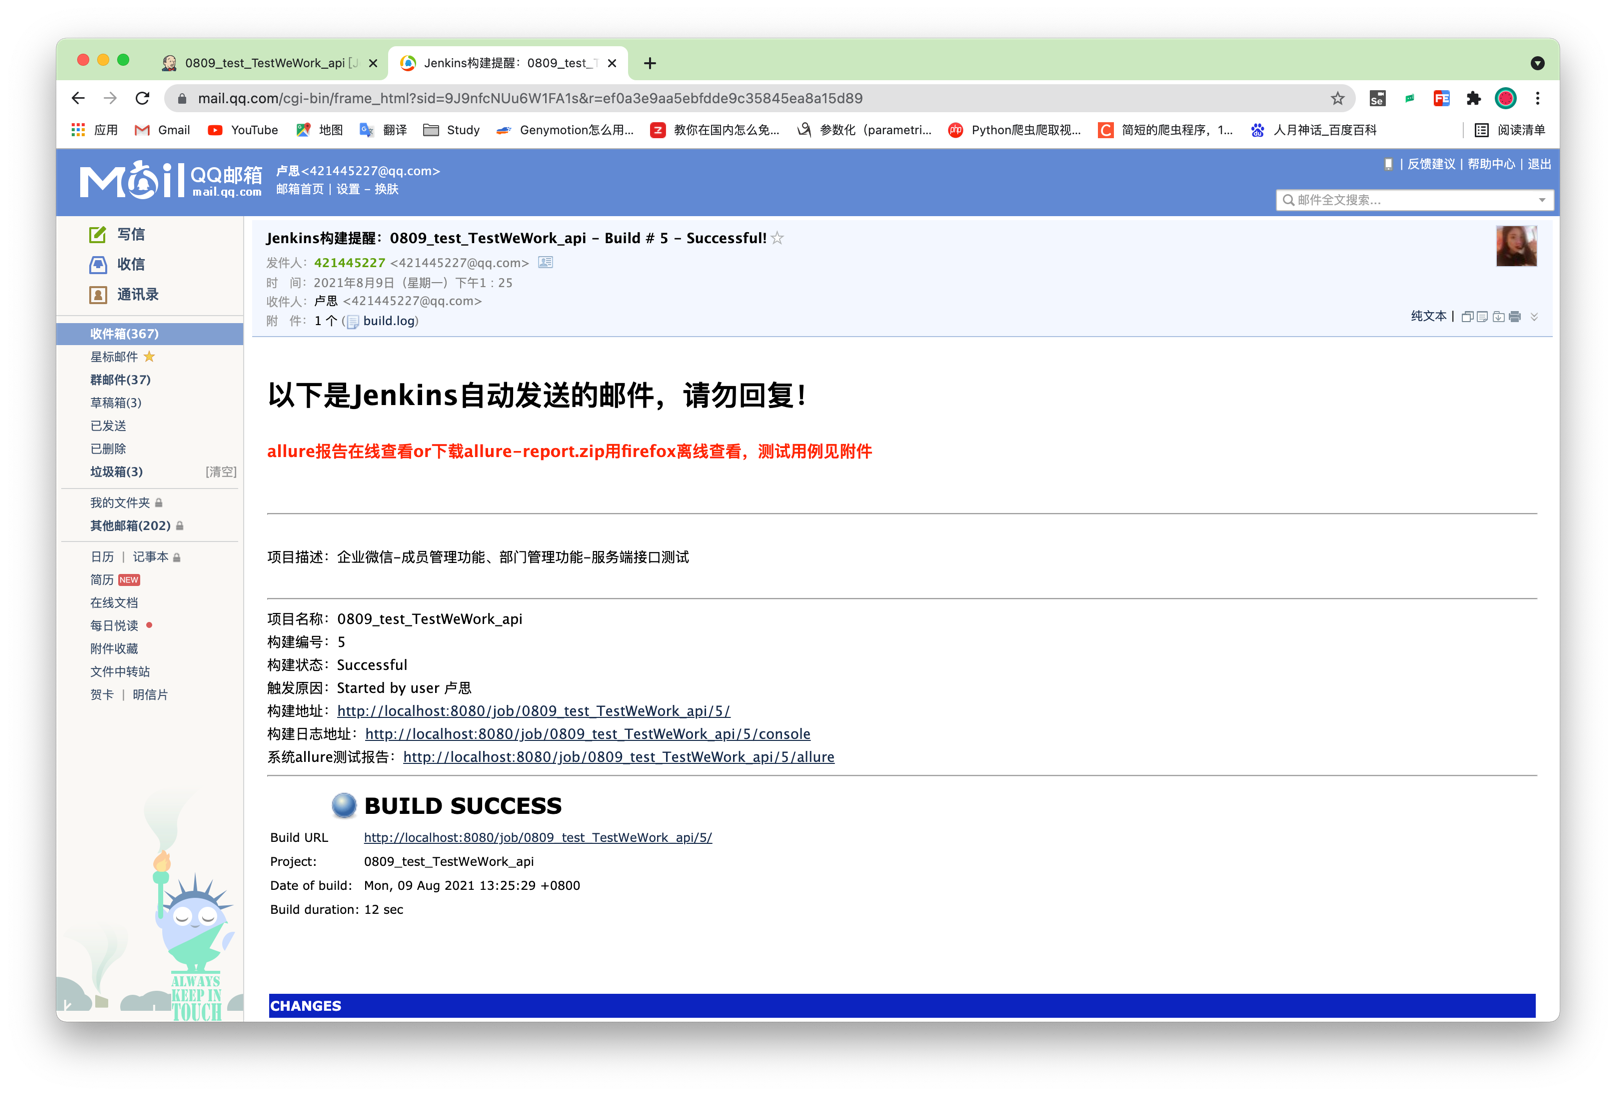 0809_test_TestWeWork_api [J
Jenkins构建提醒：0809_test_T
mail.qq.com/cgi-bin/frame_html?sid=9J9nfcNUu6W1FA1s&r=ef0a3e9aa5ebfdde9c35845ea8a15d89
应用 Gmail YouTube 地图 翻译 Study Genymotion怎么用... 教你在国内怎么免... 参数化（parametri... Python爬虫爬取视... 简短的爬虫程序，1... 人月神话_百度百科 阅读清单
Mail QQ邮箱 mail.qq.com
卢思<421445227@qq.com>
邮箱首页 | 设置 - 换肤
| 反馈建议 | 帮助中心 | 退出
邮件全文搜索...
写信
收信
通讯录
收件箱(367)
星标邮件
群邮件(37)
草稿箱(3)
已发送
已删除
垃圾箱(3) [清空]
我的文件夹
其他邮箱(202)
日历 | 记事本
简历 NEW
在线文档
每日悦读
附件收藏
文件中转站
贺卡 | 明信片
ALWAYS
KEEP IN
TOUCH
Jenkins构建提醒：0809_test_TestWeWork_api - Build # 5 - Successful!
发件人：421445227 <421445227@qq.com>
时 间：2021年8月9日（星期一）下午1：25
收件人：卢思 <421445227@qq.com>
附 件：1 个 (build.log)
纯文本 |
以下是Jenkins自动发送的邮件，请勿回复！
allure报告在线查看or下载allure-report.zip用firefox离线查看，测试用例见附件
项目描述：企业微信-成员管理功能、部门管理功能-服务端接口测试
项目名称：0809_test_TestWeWork_api
构建编号：5
构建状态：Successful
触发原因：Started by user 卢思
构建地址：http://localhost:8080/job/0809_test_TestWeWork_api/5/
构建日志地址：http://localhost:8080/job/0809_test_TestWeWork_api/5/console
系统allure测试报告：http://localhost:8080/job/0809_test_TestWeWork_api/5/allure
BUILD SUCCESS
Build URL http://localhost:8080/job/0809_test_TestWeWork_api/5/
Project: 0809_test_TestWeWork_api
Date of build: Mon, 09 Aug 2021 13:25:29 +0800
Build duration: 12 sec
CHANGES